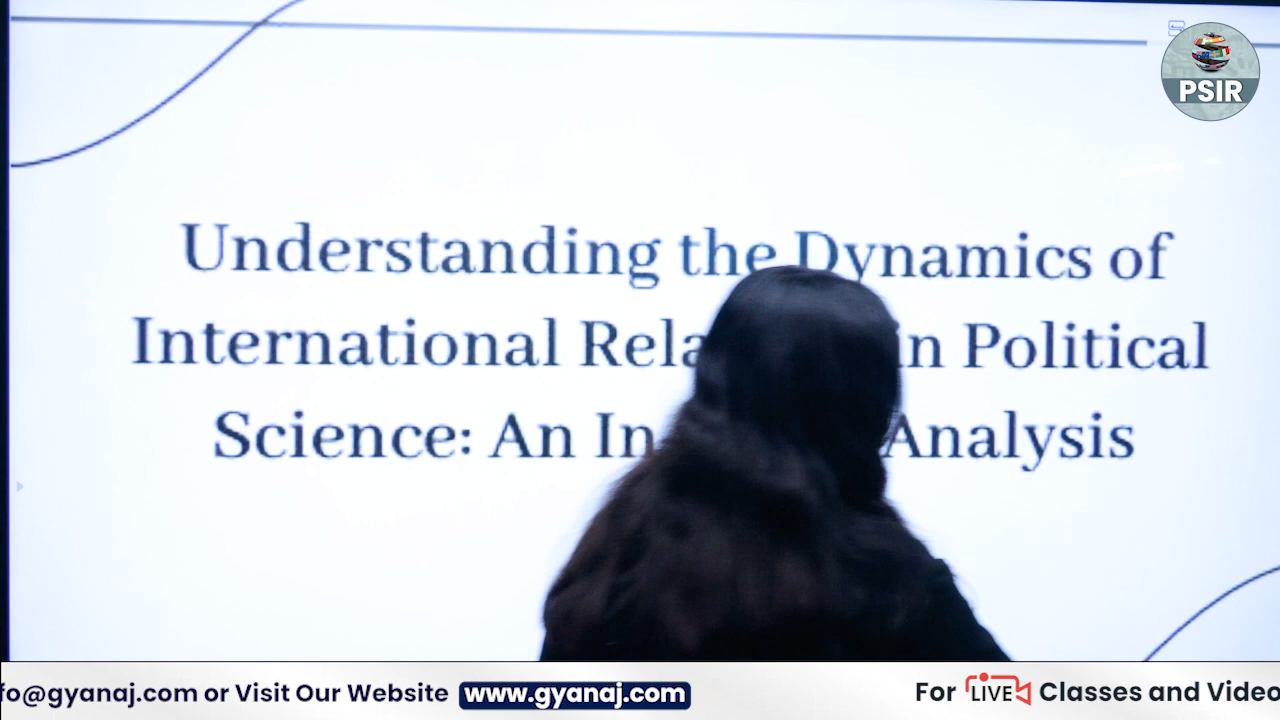 PSIR
Understanding the Dynamics of
International Rela in Political
Science: An In Analysis
fo@gyanaj.com or Visit Our Website www.gyanaj.com
For LIVE Classes and Video